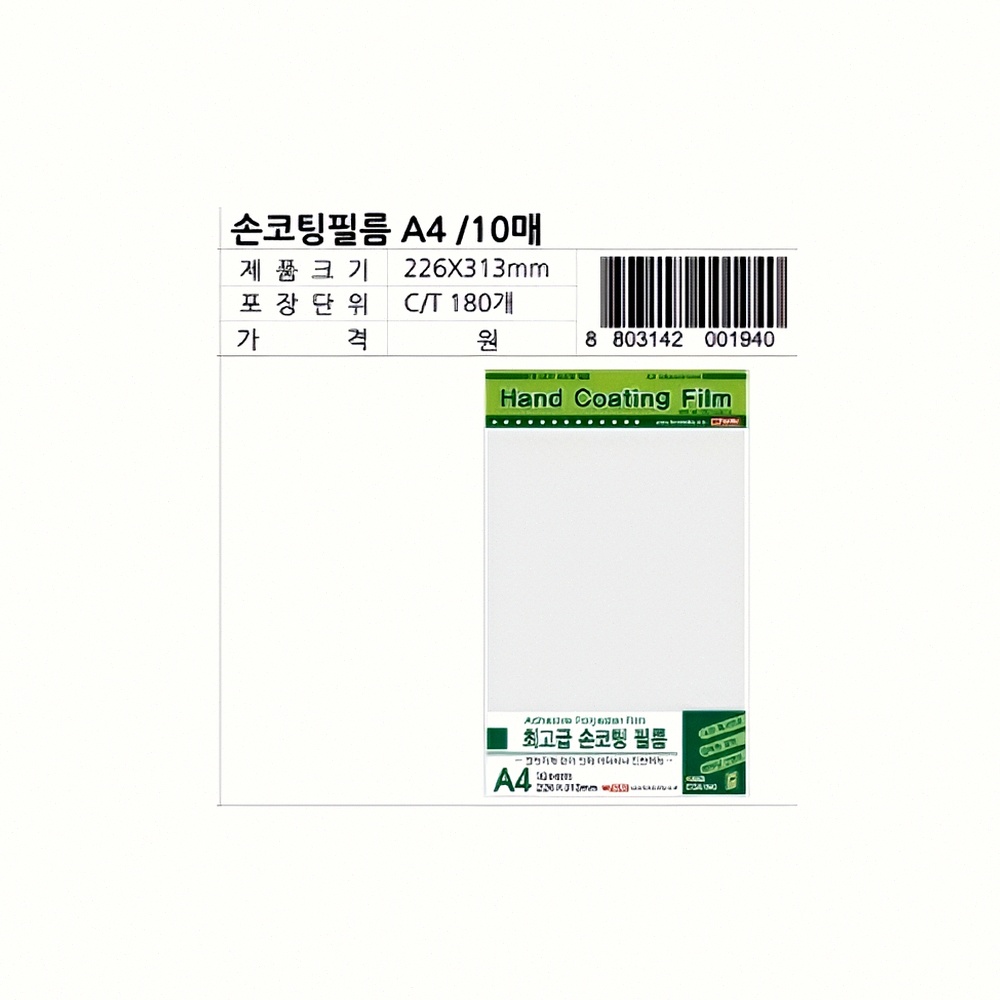 손코팅필름 A4 /10매
제 품 크 기 226X313mm
포 장 단 위 C/T 180개
가 격 원
8 803142 001940
Hand Coating Film
최고급 손코팅 필름
A4